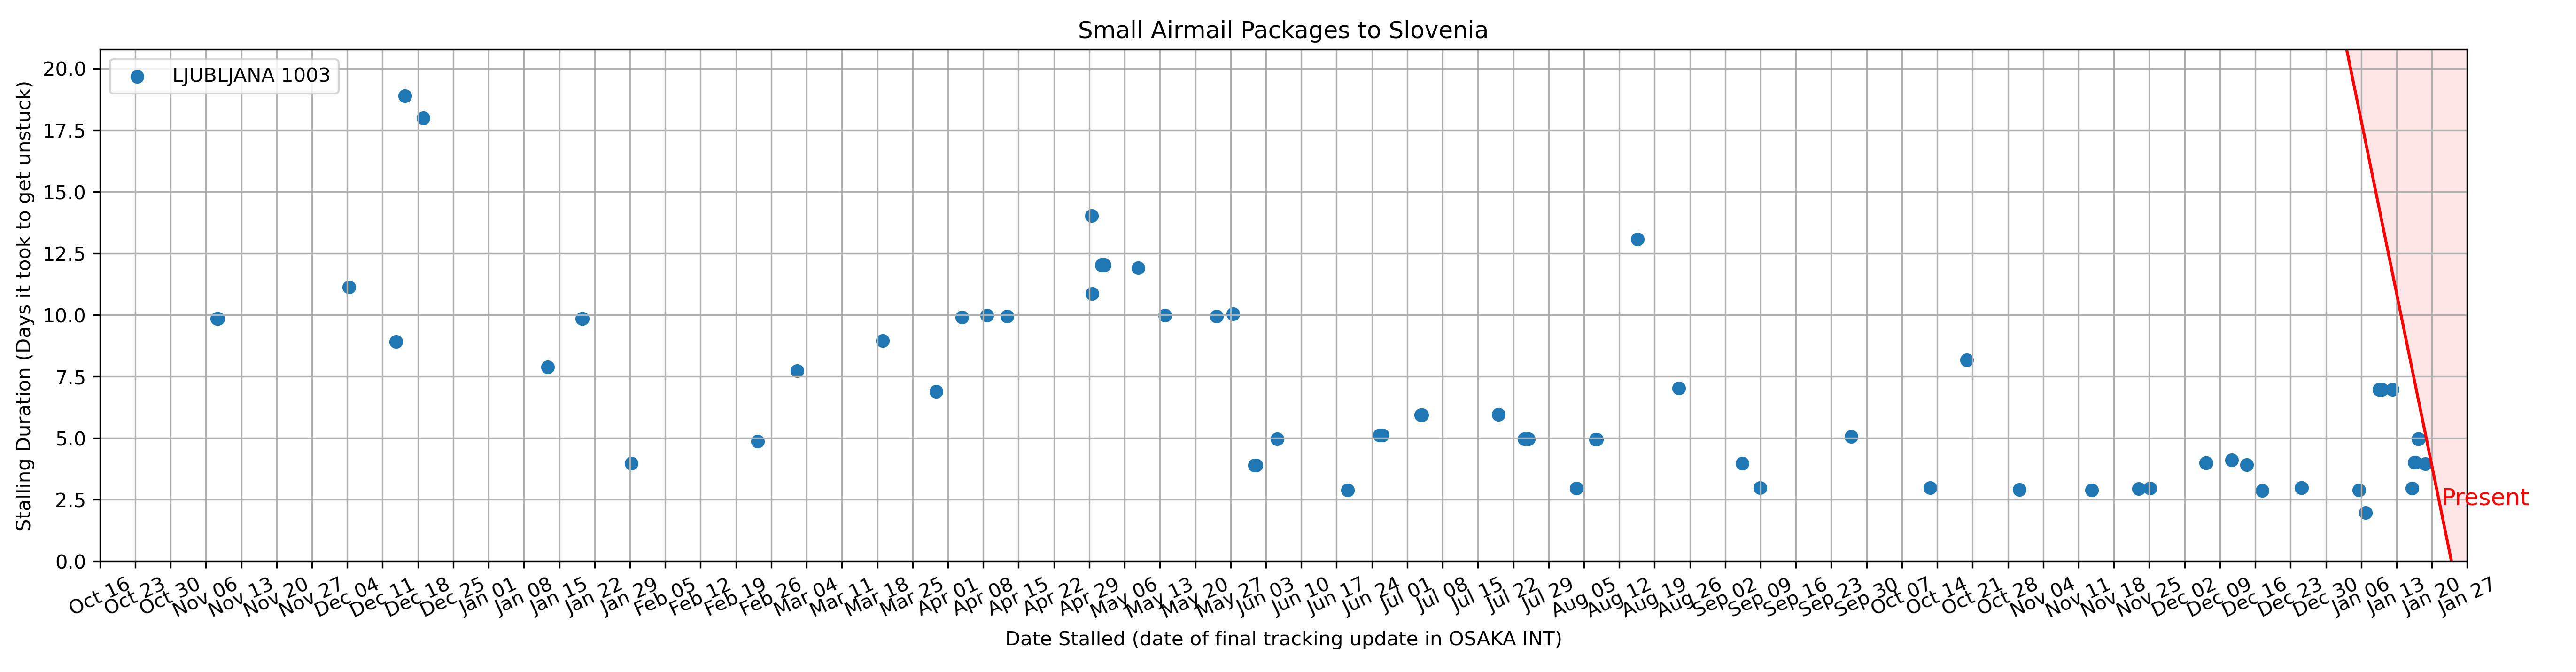 Small Airmail Packages to Slovenia
LJUBLJANA 1003
Stalling Duration (Days it took to get unstuck)
20.0
17.5
15.0
12.5
10.0
7.5
5.0
2.5
0.0
Present
Oct 16 Oct 23 Oct 30 Nov 06 Nov 13 Nov 20 Nov 27 Dec 04 Dec 11 Dec 18 Dec 25 Jan 01 Jan 08 Jan 15 Jan 22 Jan 29 Feb 05 Feb 12 Feb 19 Feb 26 Mar 04 Mar 11 Mar 18 Mar 25 Apr 01 Apr 08 Apr 15 Apr 22 Apr 29 May 06 May 13 May 20 May 27 Jun 03 Jun 10 Jun 17 Jun 24 Jul 01 Jul 08 Jul 15 Jul 22 Jul 29 Aug 05 Aug 12 Aug 19 Aug 26 Sep 02 Sep 09 Sep 16 Sep 23 Sep 30 Oct 07 Oct 14 Oct 21 Oct 28 Nov 04 Nov 11 Nov 18 Nov 25 Dec 02 Dec 09 Dec 16 Dec 23 Dec 30 Jan 06 Jan 13 Jan 20 Jan 27
Date Stalled (date of final tracking update in OSAKA INT)